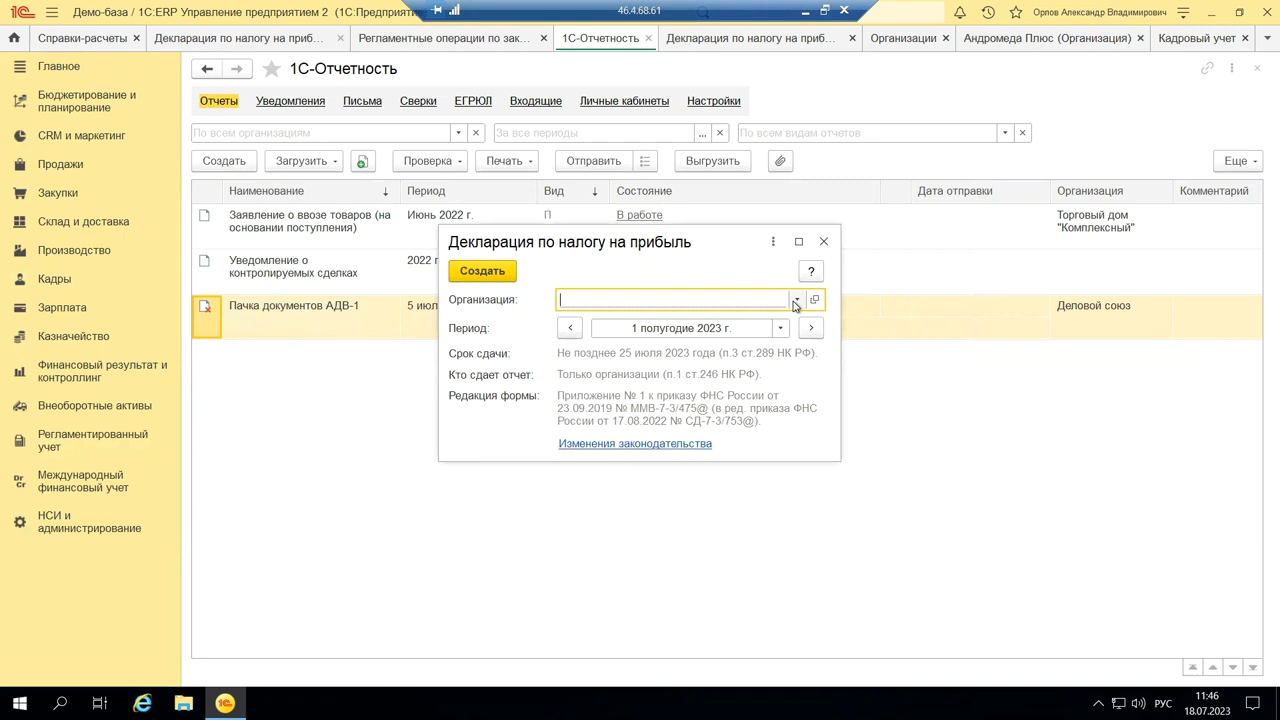 Демо-база / 1С:ERP Управление предприятием 2 (1С:Предприяти
46.4.68.61
Орлов Александр Владимирович
Справки-расчеты
Декларация по налогу на приб...
Регламентные операции по зак...
1С-Отчетность
Декларация по налогу на приб...
Организации
Андромеда Плюс (Организация)
Кадровый учет
Главное
Бюджетирование и
планирование
CRM и маркетинг
Продажи
Закупки
Склад и доставка
Производство
Кадры
Зарплата
Казначейство
Финансовый результат и
контроллинг
Внеоборотные активы
Регламентированный
учет
Международный
финансовый учет
НСИ и
администрирование
1С-Отчетность
Отчеты
Уведомления
Письма
Сверки
ЕГРЮЛ
Входящие
Личные кабинеты
Настройки
По всем организациям
За все периоды
...
По всем видам отчетов
Создать
Загрузить
Проверка
Печать
Отправить
Выгрузить
Еще
Наименование
Период
Вид
Состояние
Дата отправки
Организация
Комментарий
Заявление о ввозе товаров (на
основании поступления)
Июнь 2022 г.
П
В работе
Торговый дом
"Комплексный"
Уведомление о
контролируемых сделках
2022 г
Пачка документов АДВ-1
5 июл
Деловой союз
Декларация по налогу на прибыль
Создать
?
Организация:
Период:
1 полугодие 2023 г.
Срок сдачи:
Не позднее 25 июля 2023 года (п.3 ст.289 НК РФ).
Кто сдает отчет:
Только организации (п.1 ст.246 НК РФ).
Редакция формы:
Приложение № 1 к приказу ФНС России от
23.09.2019 № ММВ-7-3/475@ (в ред. приказа ФНС
России от 17.08.2022 № СД-7-3/753@).
Изменения законодательства
РУС
11:46
18.07.2023